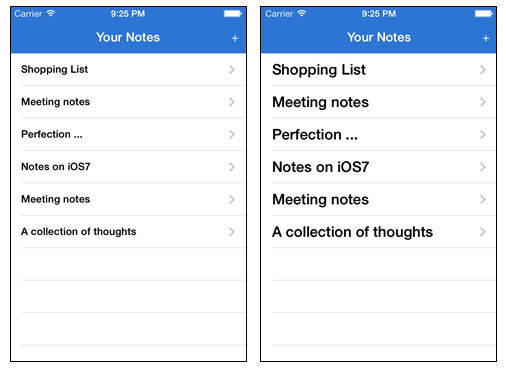 Carrier 9:25 PM
Your Notes +
Shopping List
Meeting notes
Perfection ...
Notes on iOS7
Meeting notes
A collection of thoughts
Carrier 9:25 PM
Your Notes +
Shopping List
Meeting notes
Perfection ...
Notes on iOS7
Meeting notes
A collection of thoughts